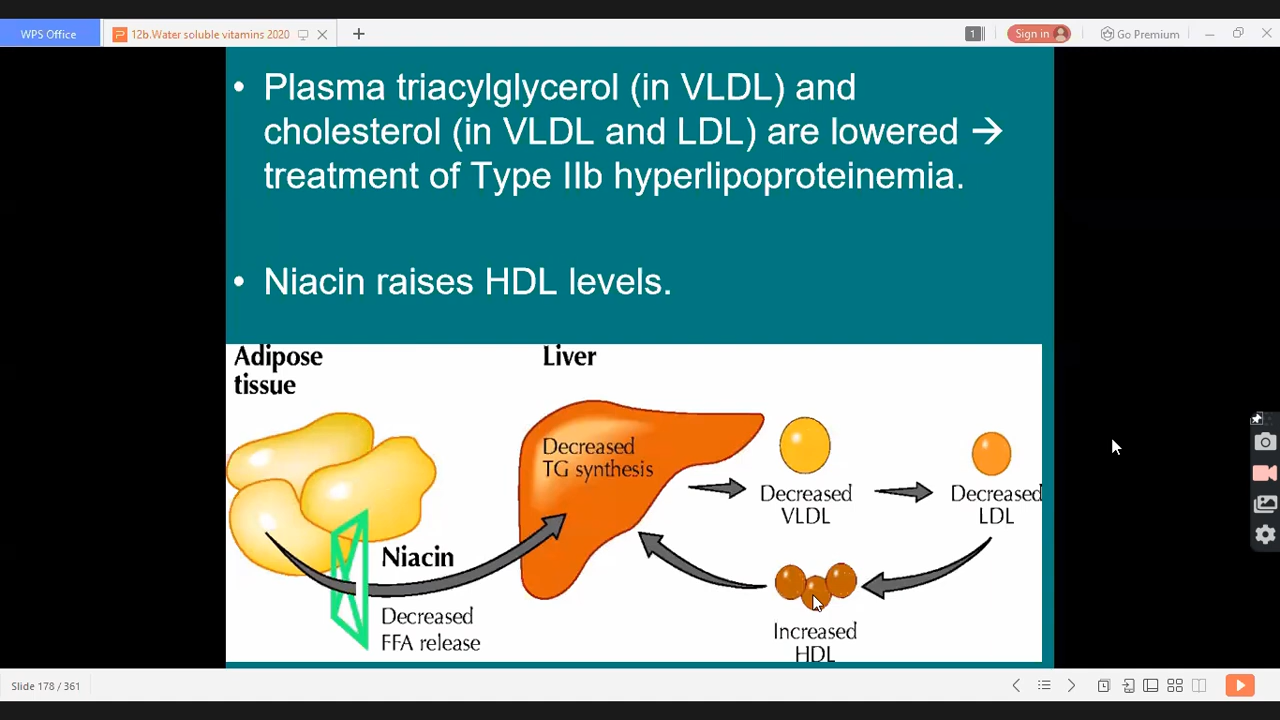 WPS Office
12b.Water soluble vitamins 2020
1
Sign in
Go Premium
• Plasma triacylglycerol (in VLDL) and
cholesterol (in VLDL and LDL) are lowered →
treatment of Type IIb hyperlipoproteinemia.
• Niacin raises HDL levels.
Adipose
tissue
Liver
Decreased
TG synthesis
Decreased
VLDL
Decreased
LDL
Niacin
Decreased
FFA release
Increased
HDL
Slide 178 / 361